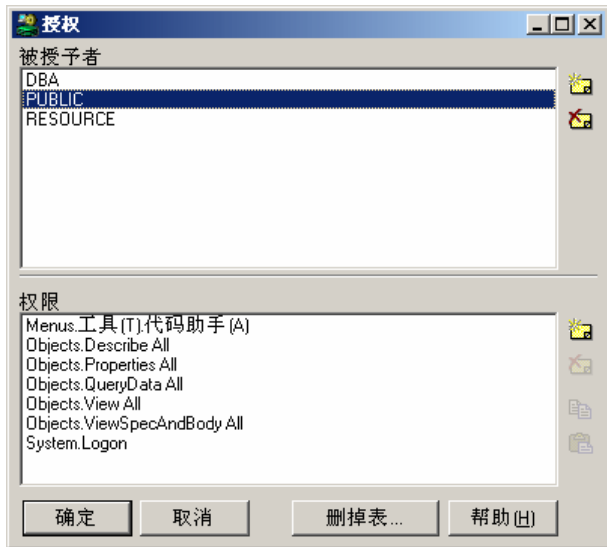 授权
被授予者
DBA
PUBLIC
RESOURCE
权限
Menus.工具(T).代码助手(A)
Objects.Describe All
Objects.Properties All
Objects.QueryData All
Objects.View All
Objects.ViewSpecAndBody All
System.Logon
确定 取消 删掉表... 帮助(H)